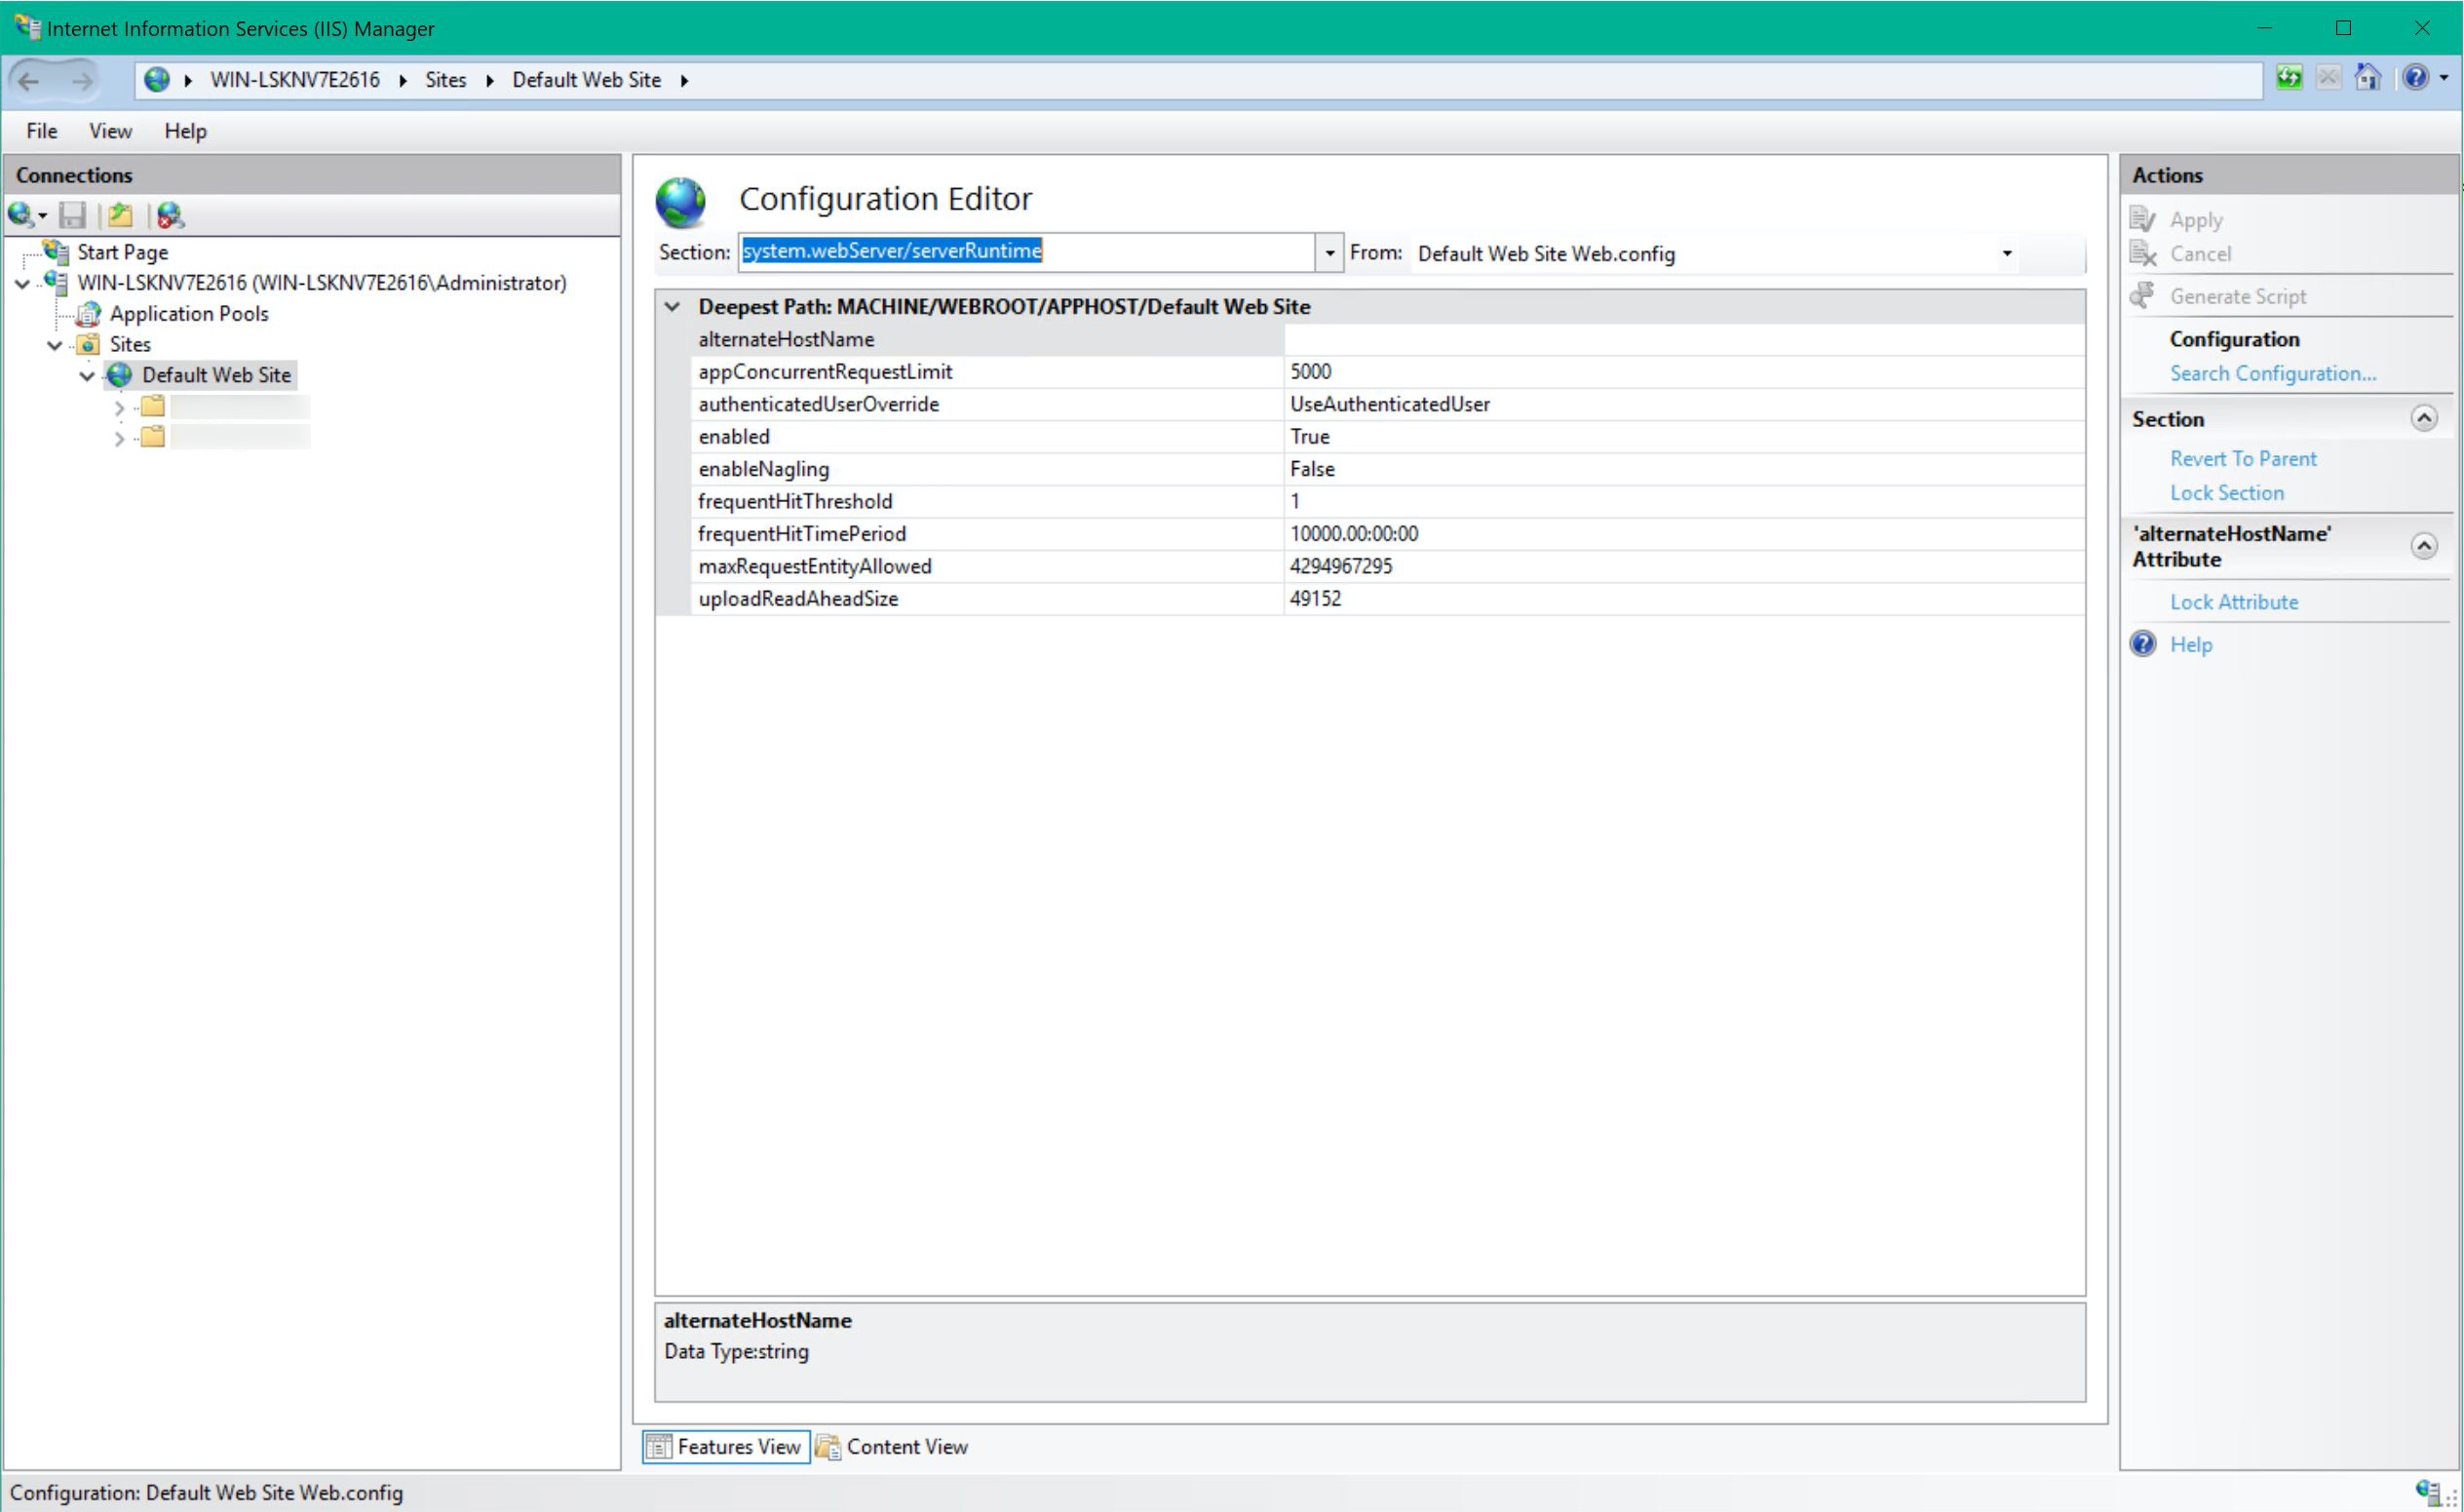 Internet Information Services (IIS) Manager
WIN-LSKNV7E2616 Sites Default Web Site
File View Help
Connections
Start Page
WIN-LSKNV7E2616 (WIN-LSKNV7E2616\Administrator)
Application Pools
Sites
Default Web Site
Configuration Editor
Section: system.webServer/serverRuntime From: Default Web Site Web.config
Deepest Path: MACHINE/WEBROOT/APPHOST/Default Web Site
alternateHostName
appConcurrentRequestLimit 5000
authenticatedUserOverride UseAuthenticatedUser
enabled True
enableNagling False
frequentHitThreshold 1
frequentHitTimePeriod 10000.00:00:00
maxRequestEntityAllowed 4294967295
uploadReadAheadSize 49152
alternateHostName
Data Type:string
Features View Content View
Actions
Apply
Cancel
Generate Script
Configuration
Search Configuration...
Section
Revert To Parent
Lock Section
'alternateHostName'
Attribute
Lock Attribute
Help
Configuration: Default Web Site Web.config